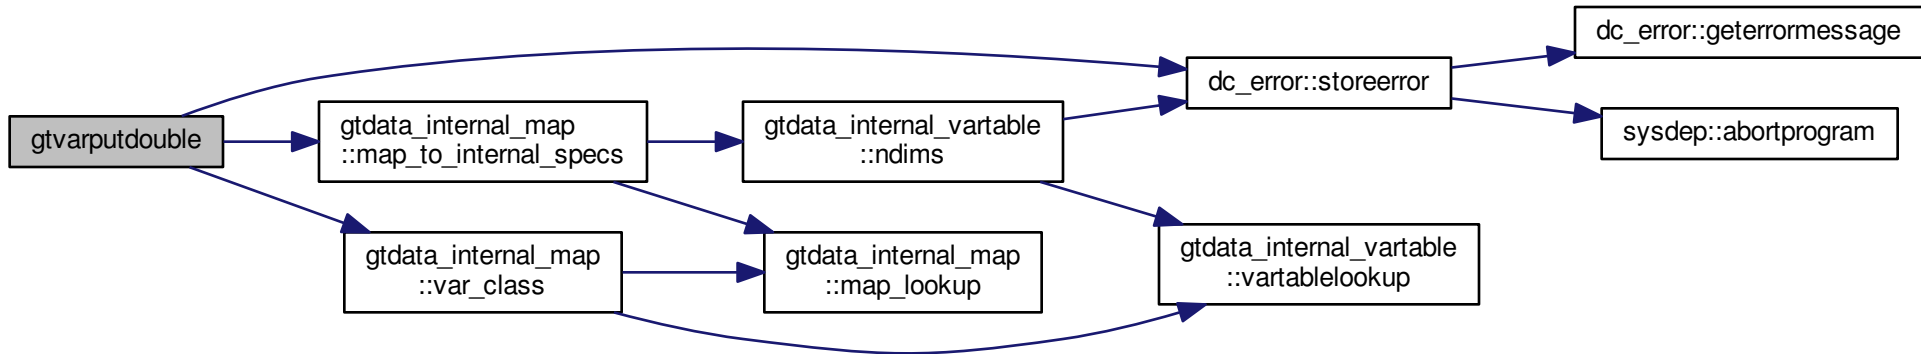 gtvarputdouble
gtdata_internal_map
::map_to_internal_specs
gtdata_internal_map
::var_class
gtdata_internal_vartable
::ndims
gtdata_internal_map
::map_lookup
dc_error::storeerror
gtdata_internal_vartable
::vartablelookup
dc_error::geterrormessage
sysdep::abortprogram